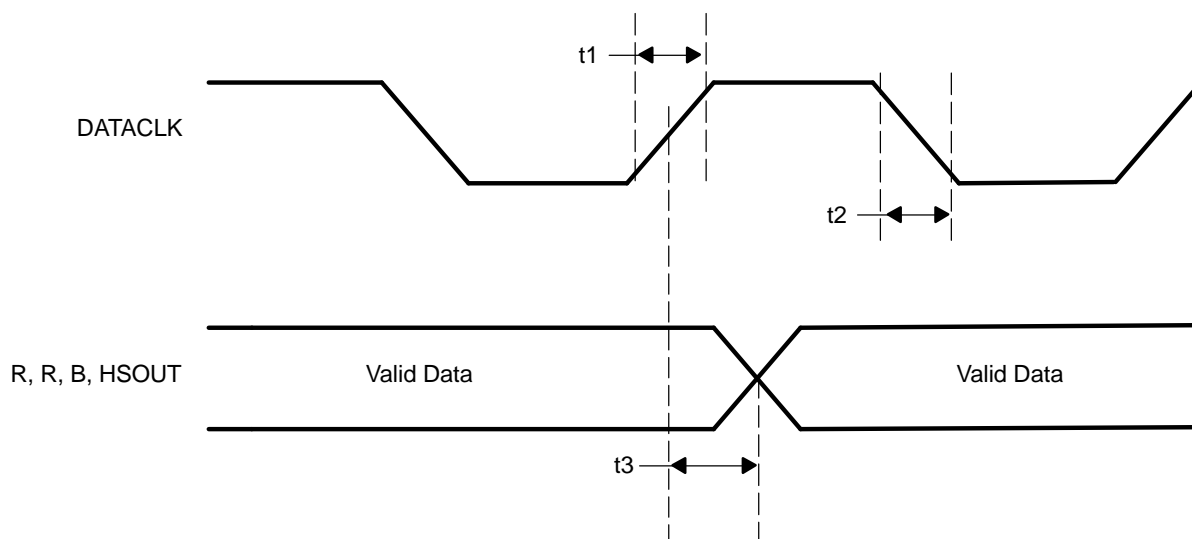 t1
DATACLK
t2
R, R, B, HSOUT
Valid Data
Valid Data
t3